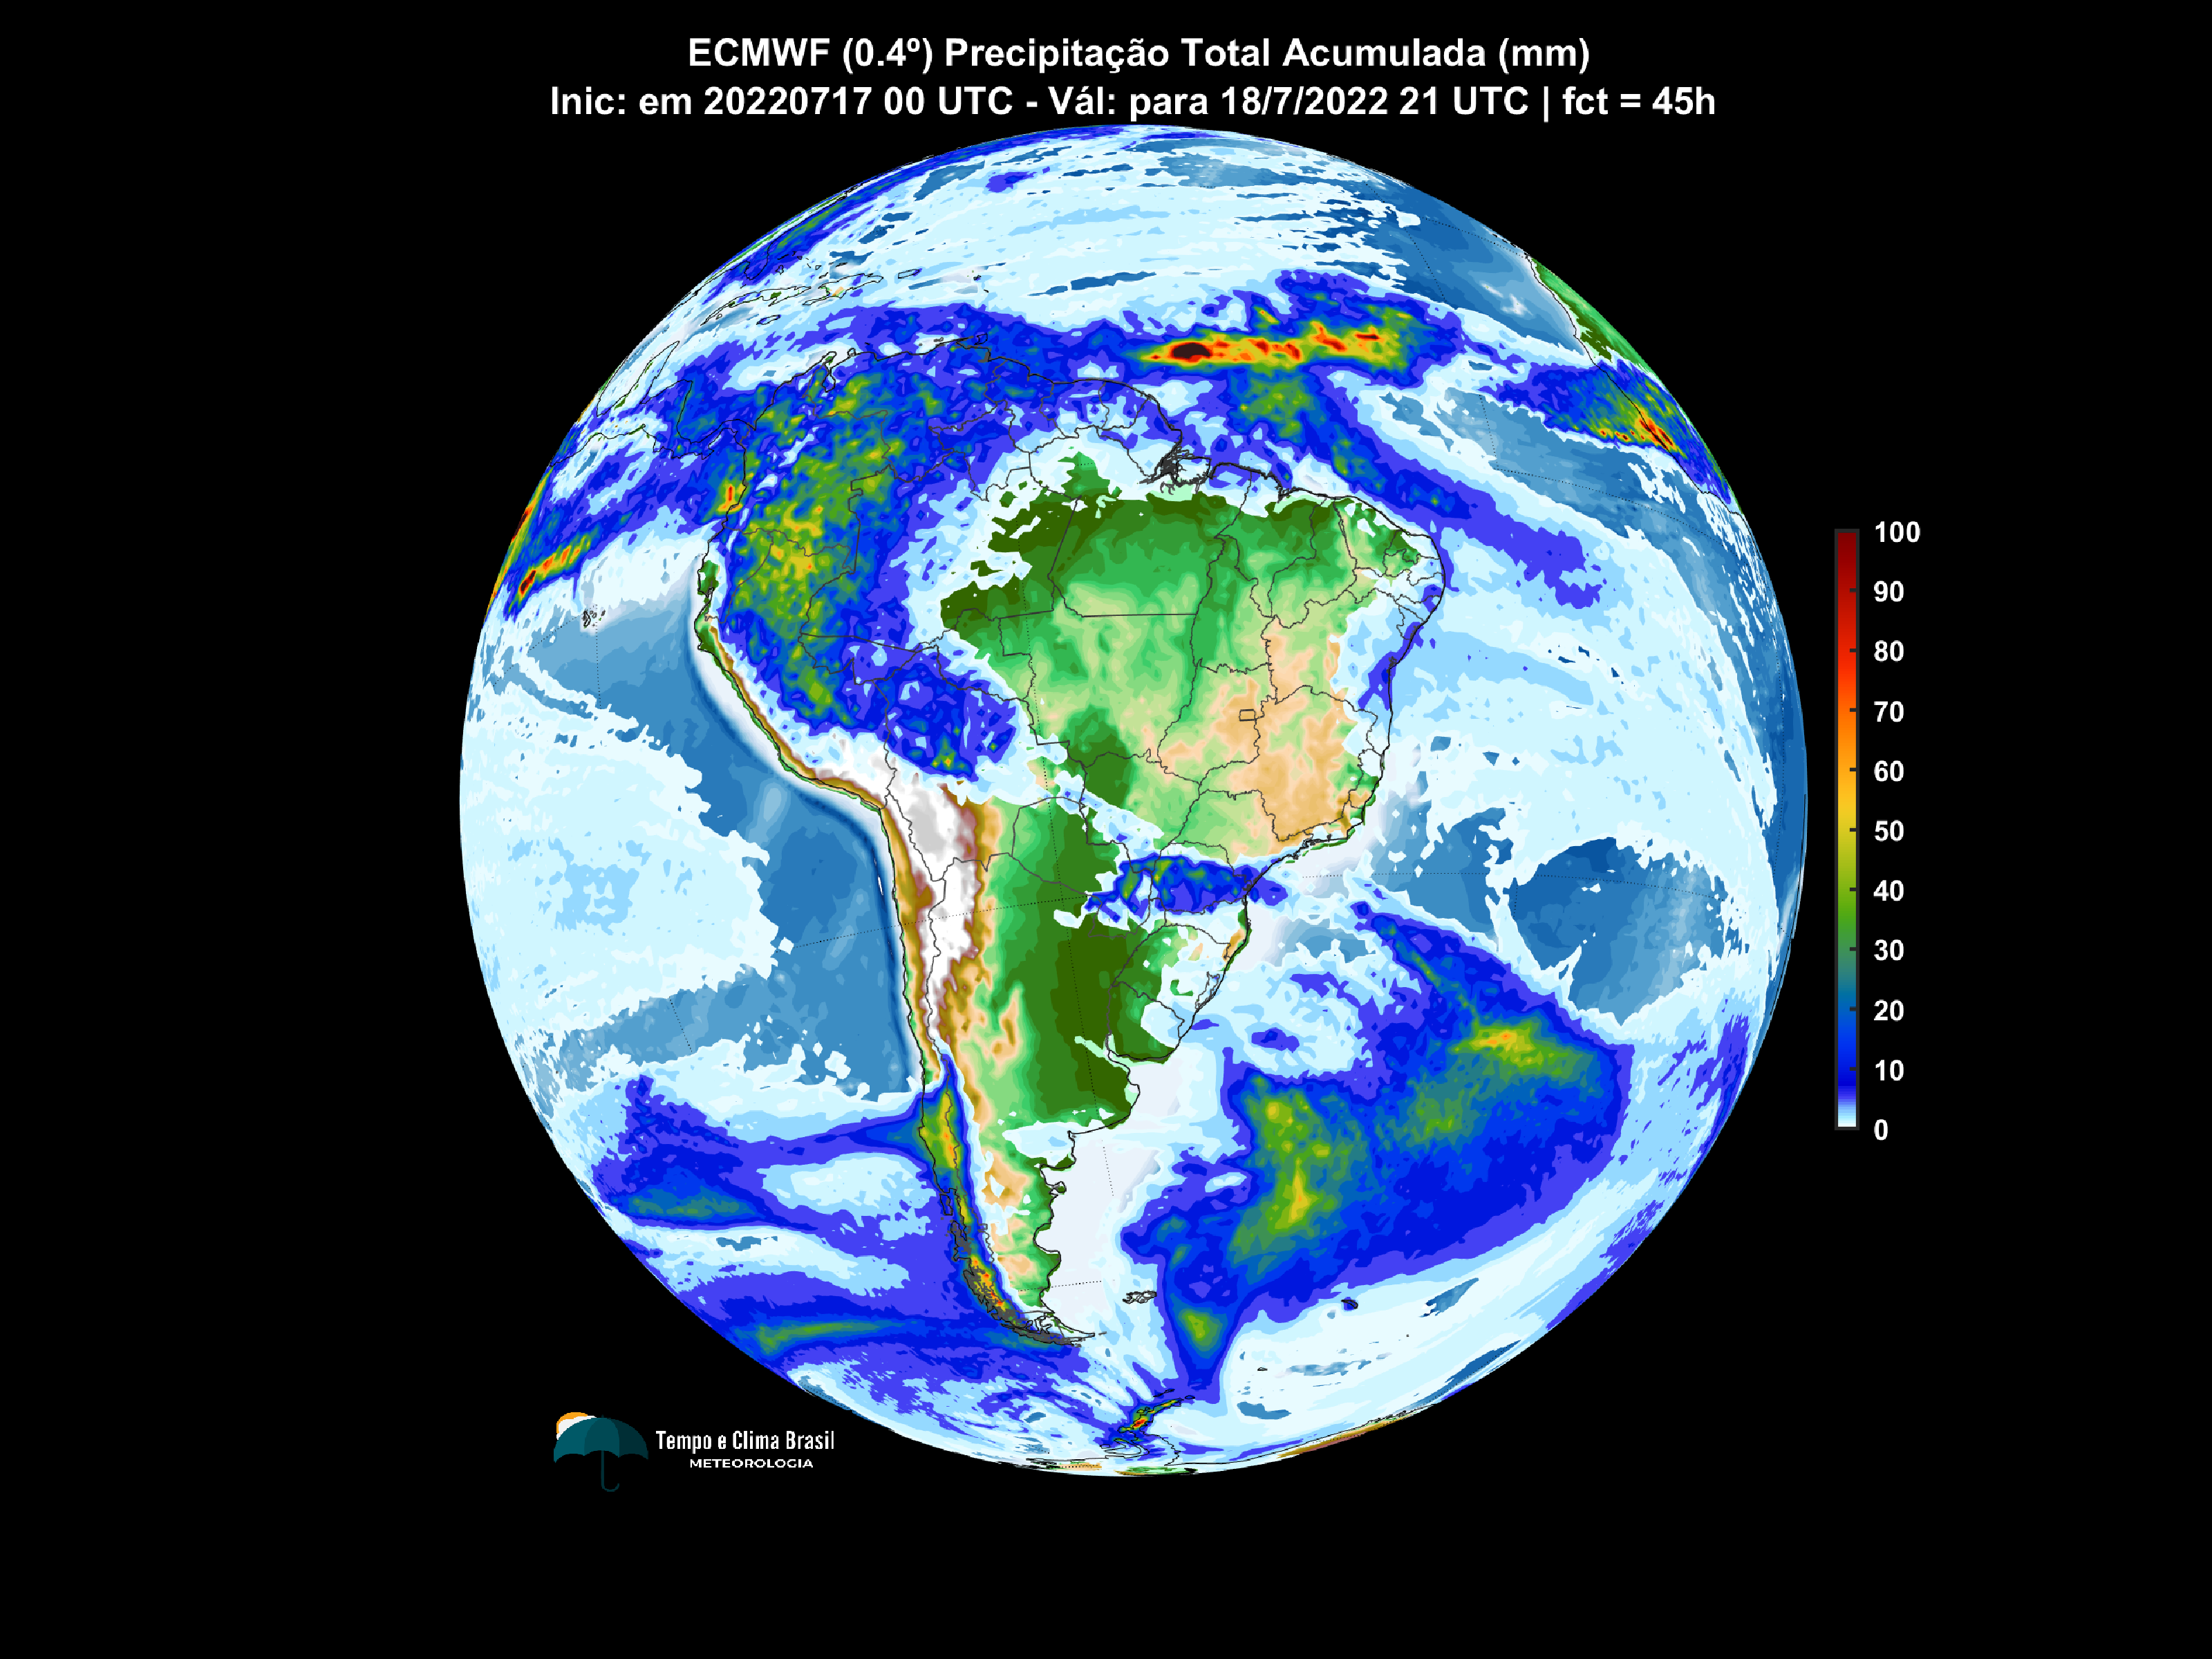 ECMWF (0.4º) Precipitação Total Acumulada (mm)
Inic: em 20220717 00 UTC - Vál: para 18/7/2022 21 UTC | fct = 45h
100
90
80
70
60
50
40
30
20
10
0
Tempo e Clima Brasil
METEOROLOGIA